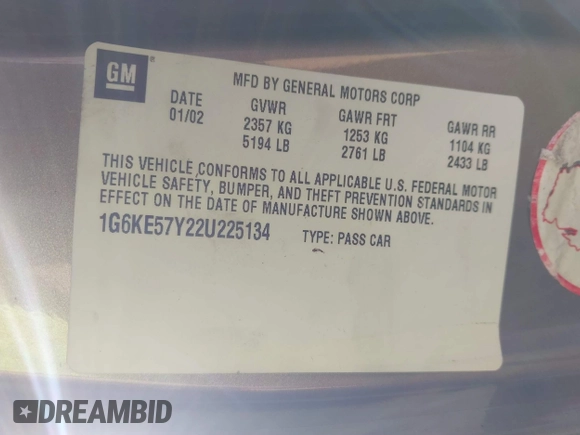 GM
MFD BY GENERAL MOTORS CORP
DATE GVWR GAWR FRT GAWR RR
01/02 2357 KG 1253 KG 1104 KG
5194 LB 2761 LB 2433 LB
THIS VEHICLE CONFORMS TO ALL APPLICABLE U.S. FEDERAL MOTOR
VEHICLE SAFETY, BUMPER, AND THEFT PREVENTION STANDARDS IN
EFFECT ON THE DATE OF MANUFACTURE SHOWN ABOVE.
1G6KE57Y22U225134 TYPE: PASS CAR
DREAMBID